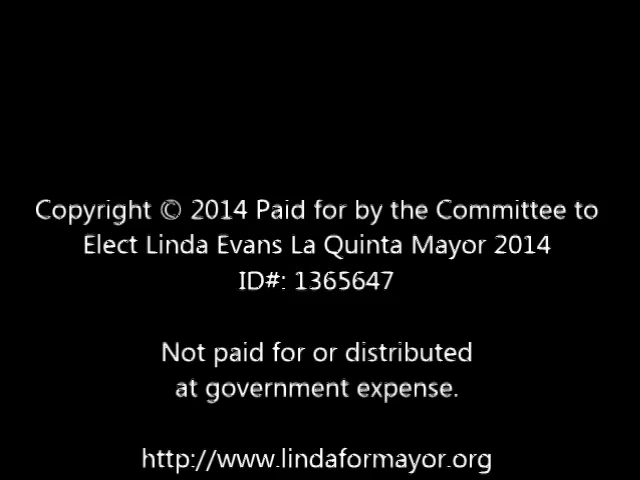 Copyright © 2014 Paid for by the Committee to
Elect Linda Evans La Quinta Mayor 2014
ID#: 1365647
Not paid for or distributed
at government expense.
http://www.lindaformayor.org